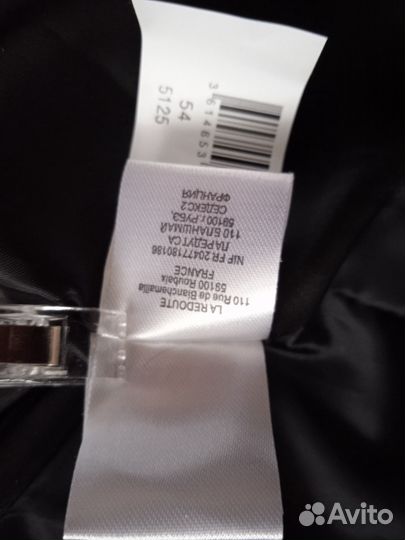 3614653
54
5125
LA REDOUTE
110 Rue de Blanchemaille
59100 Roubaix
FRANCE
NIF FR 20477180186
ЛА РЕДУТ СА
110 БЛАНШМАЙ
59100 г.РУБЭ,
СЕДЕКС 2
ФРАНЦИЯ
Avito